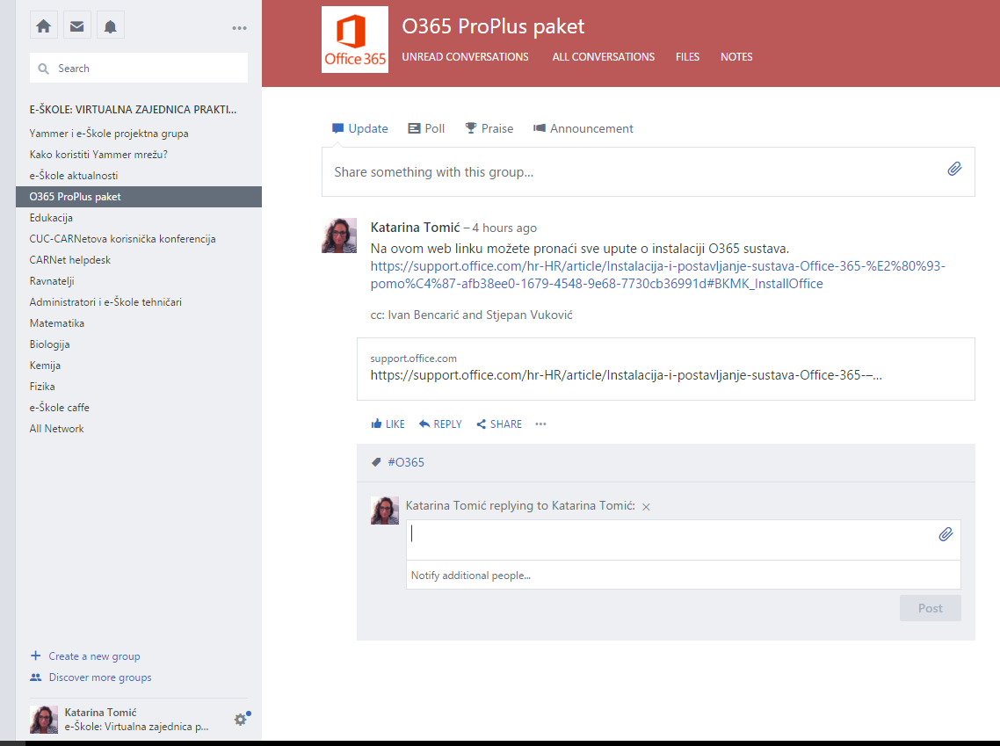 Search
E-ŠKOLE: VIRTUALNA ZAJEDNICA PRAKTI...
Yammer i e-Škole projektna grupa
Kako koristiti Yammer mrežu?
e-Škole aktualnosti
O365 ProPlus paket
Edukacija
CUC-CARNetova korisnička konferencija
CARNet helpdesk
Ravnatelji
Administratori i e-Škole tehničari
Matematika
Biologija
Kemija
Fizika
e-Škole caffe
All Network
Create a new group
Discover more groups
Katarina Tomić
e-Škole: Virtualna zajednica p...
Office 365
O365 ProPlus paket
UNREAD CONVERSATIONS ALL CONVERSATIONS FILES NOTES
Update Poll Praise Announcement
Share something with this group...
Katarina Tomić – 4 hours ago
Na ovom web linku možete pronaći sve upute o instalaciji O365 sustava.
https://support.office.com/hr-HR/article/Instalacija-i-postavljanje-sustava-Office-365-%E2%80%93-
pomo%C4%87-afb38ee0-1679-4548-9e68-7730cb36991d#BKMK_InstallOffice
cc: Ivan Bencarić and Stjepan Vuković
support.office.com
https://support.office.com/hr-HR/article/Instalacija-i-postavljanje-sustava-Office-365-–...
LIKE REPLY SHARE
#O365
Katarina Tomić replying to Katarina Tomić:
Notify additional people...
Post